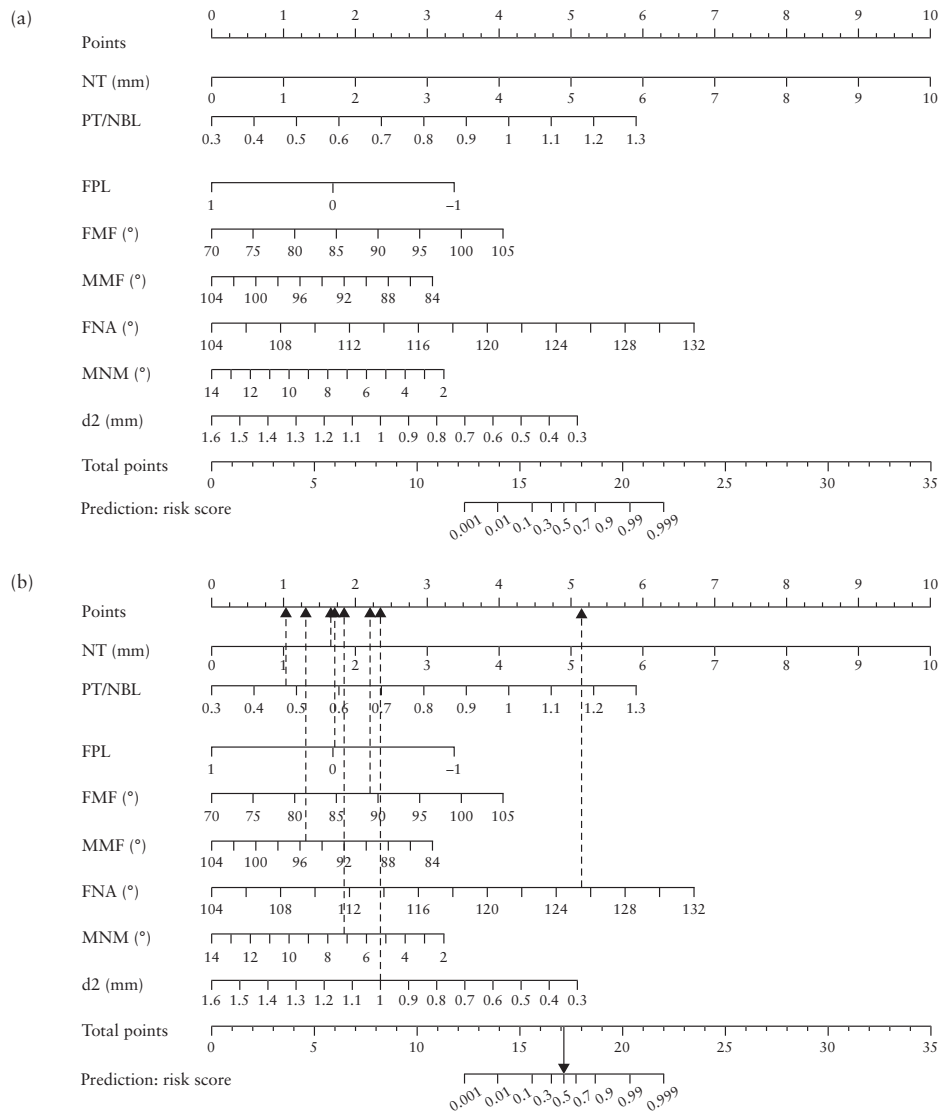 (a)
0 1 2 3 4 5 6 7 8 9 10
Points
NT (mm)
0 1 2 3 4 5 6 7 8 9 10
PT/NBL
0.3 0.4 0.5 0.6 0.7 0.8 0.9 1 1.1 1.2 1.3
FPL
1 0 −1
FMF (°)
70 75 80 85 90 95 100 105
MMF (°)
104 100 96 92 88 84
FNA (°)
104 108 112 116 120 124 128 132
MNM (°)
14 12 10 8 6 4 2
d2 (mm)
1.6 1.5 1.4 1.3 1.2 1.1 1 0.9 0.8 0.7 0.6 0.5 0.4 0.3
Total points
0 5 10 15 20 25 30 35
Prediction: risk score
0.001 0.01 0.1 0.3 0.5 0.7 0.9 0.99 0.999
(b)
0 1 2 3 4 5 6 7 8 9 10
Points
NT (mm)
0 1 2 3 4 5 6 7 8 9 10
PT/NBL
0.3 0.4 0.5 0.6 0.7 0.8 0.9 1 1.1 1.2 1.3
FPL
1 0 −1
FMF (°)
70 75 80 85 90 95 100 105
MMF (°)
104 100 96 92 88 84
FNA (°)
104 108 112 116 120 124 128 132
MNM (°)
14 12 10 8 6 4 2
d2 (mm)
1.6 1.5 1.4 1.3 1.2 1.1 1 0.9 0.8 0.7 0.6 0.5 0.4 0.3
Total points
0 5 10 15 20 25 30 35
Prediction: risk score
0.001 0.01 0.1 0.3 0.5 0.7 0.9 0.99 0.999